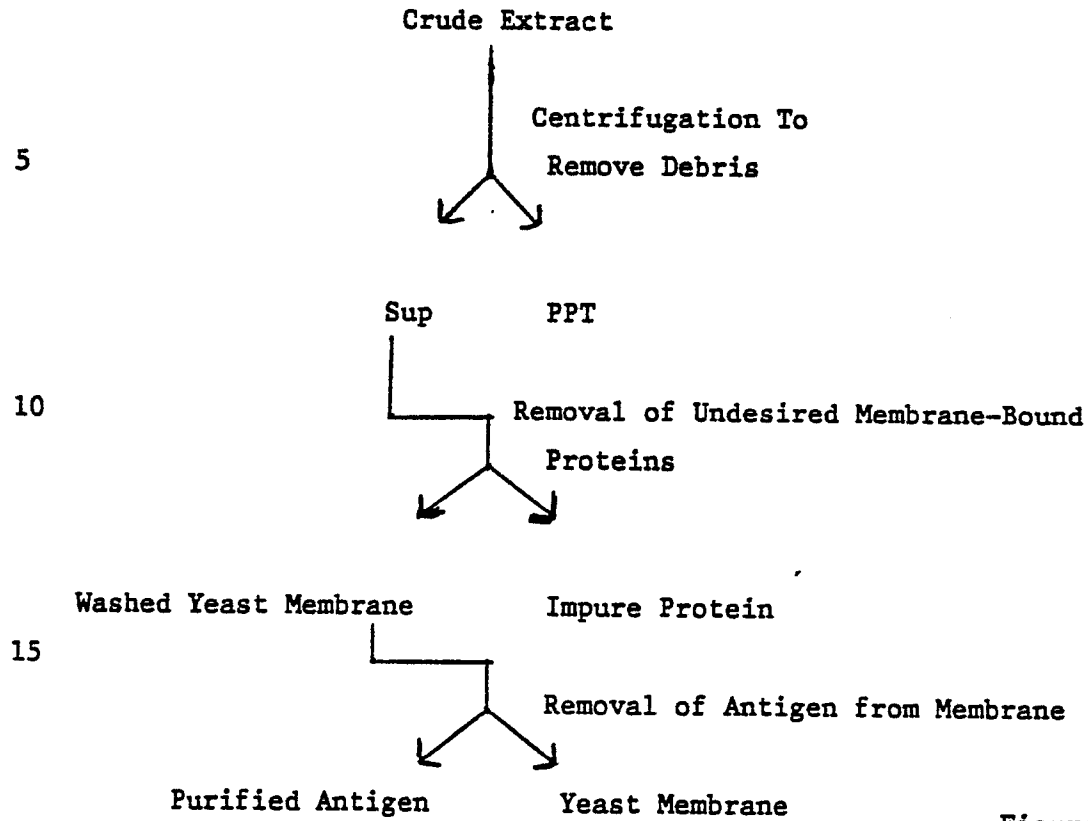 Crude Extract
Centrifugation To
5
Remove Debris
Sup PPT
10
Removal of Undesired Membrane-Bound
Proteins
Washed Yeast Membrane Impure Protein
15
Removal of Antigen from Membrane
Purified Antigen Yeast Membrane